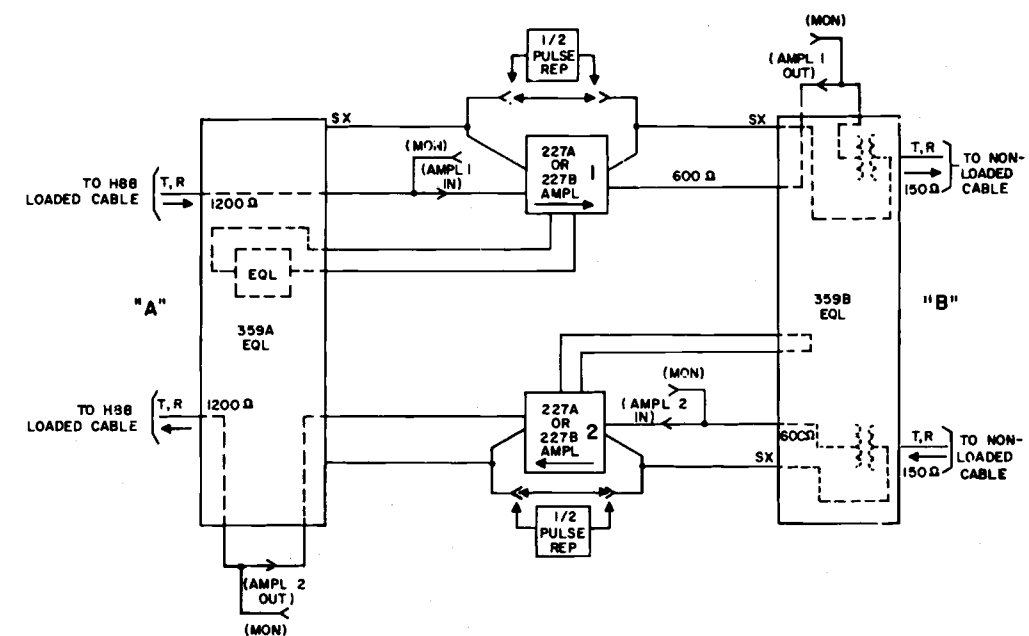 (MON)
1/2
PULSE
REP
(AMPL 1
OUT)
SX
(MON)
(AMPL 1
IN)
227A
OR
227B
AMPL
1
SX
600 Ω
TO H88
LOADED CABLE
T, R
1200 Ω
T, R
150 Ω
TO NON-
LOADED
CABLE
EQL
"A"
359A
EQL
359B
EQL
"B"
(MON)
(AMPL 2
IN)
TO H88
LOADED CABLE
T, R
1200 Ω
227A
OR
227B
AMPL
2
600Ω
SX
T, R
150 Ω
TO NON-
LOADED
CABLE
1/2
PULSE
REP
(AMPL 2
OUT)
(MON)